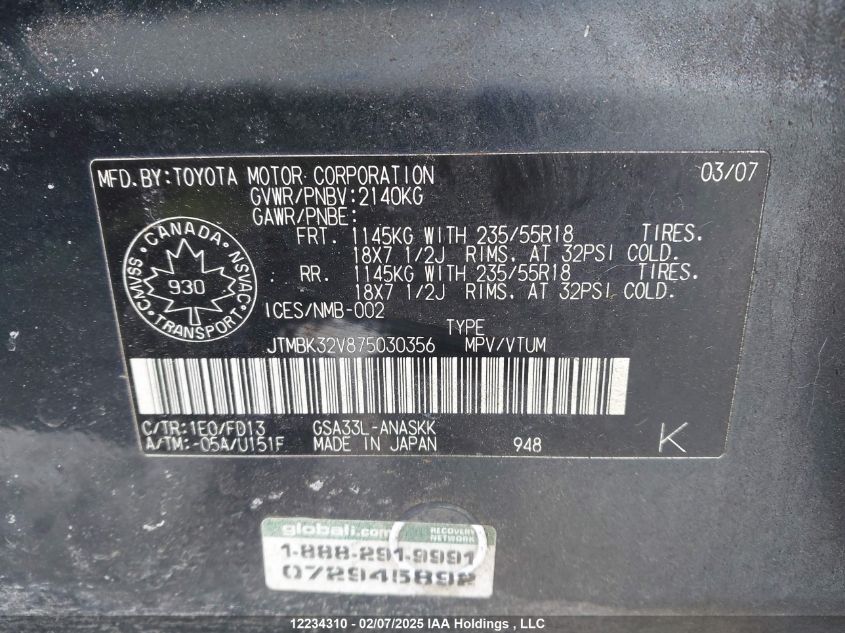 MFD. BY: TOYOTA MOTOR CORPORATION 03/07
GVWR/PNBV: 2140KG
GAWR/PNBE:
FRT. 1145KG WITH 235/55R18 TIRES.
18X7 1/2J RIMS. AT 32PSI COLD.
RR. 1145KG WITH 235/55R18 TIRES.
18X7 1/2J RIMS. AT 32PSI COLD.
CANADA
CMVSS 930 NSVAC
TRANSPORT
ICES/NMB-002
TYPE
JTMBK32V875030356 MPV/VTUM
C/TR: 1E0/FD13 GSA33L-ANASKK
A/TM: -05A/U151F MADE IN JAPAN 948 K
globali.com RECOVERY NETWORK
1-888-291-9991
072945892
12234310 - 02/07/2025 IAA Holdings , LLC